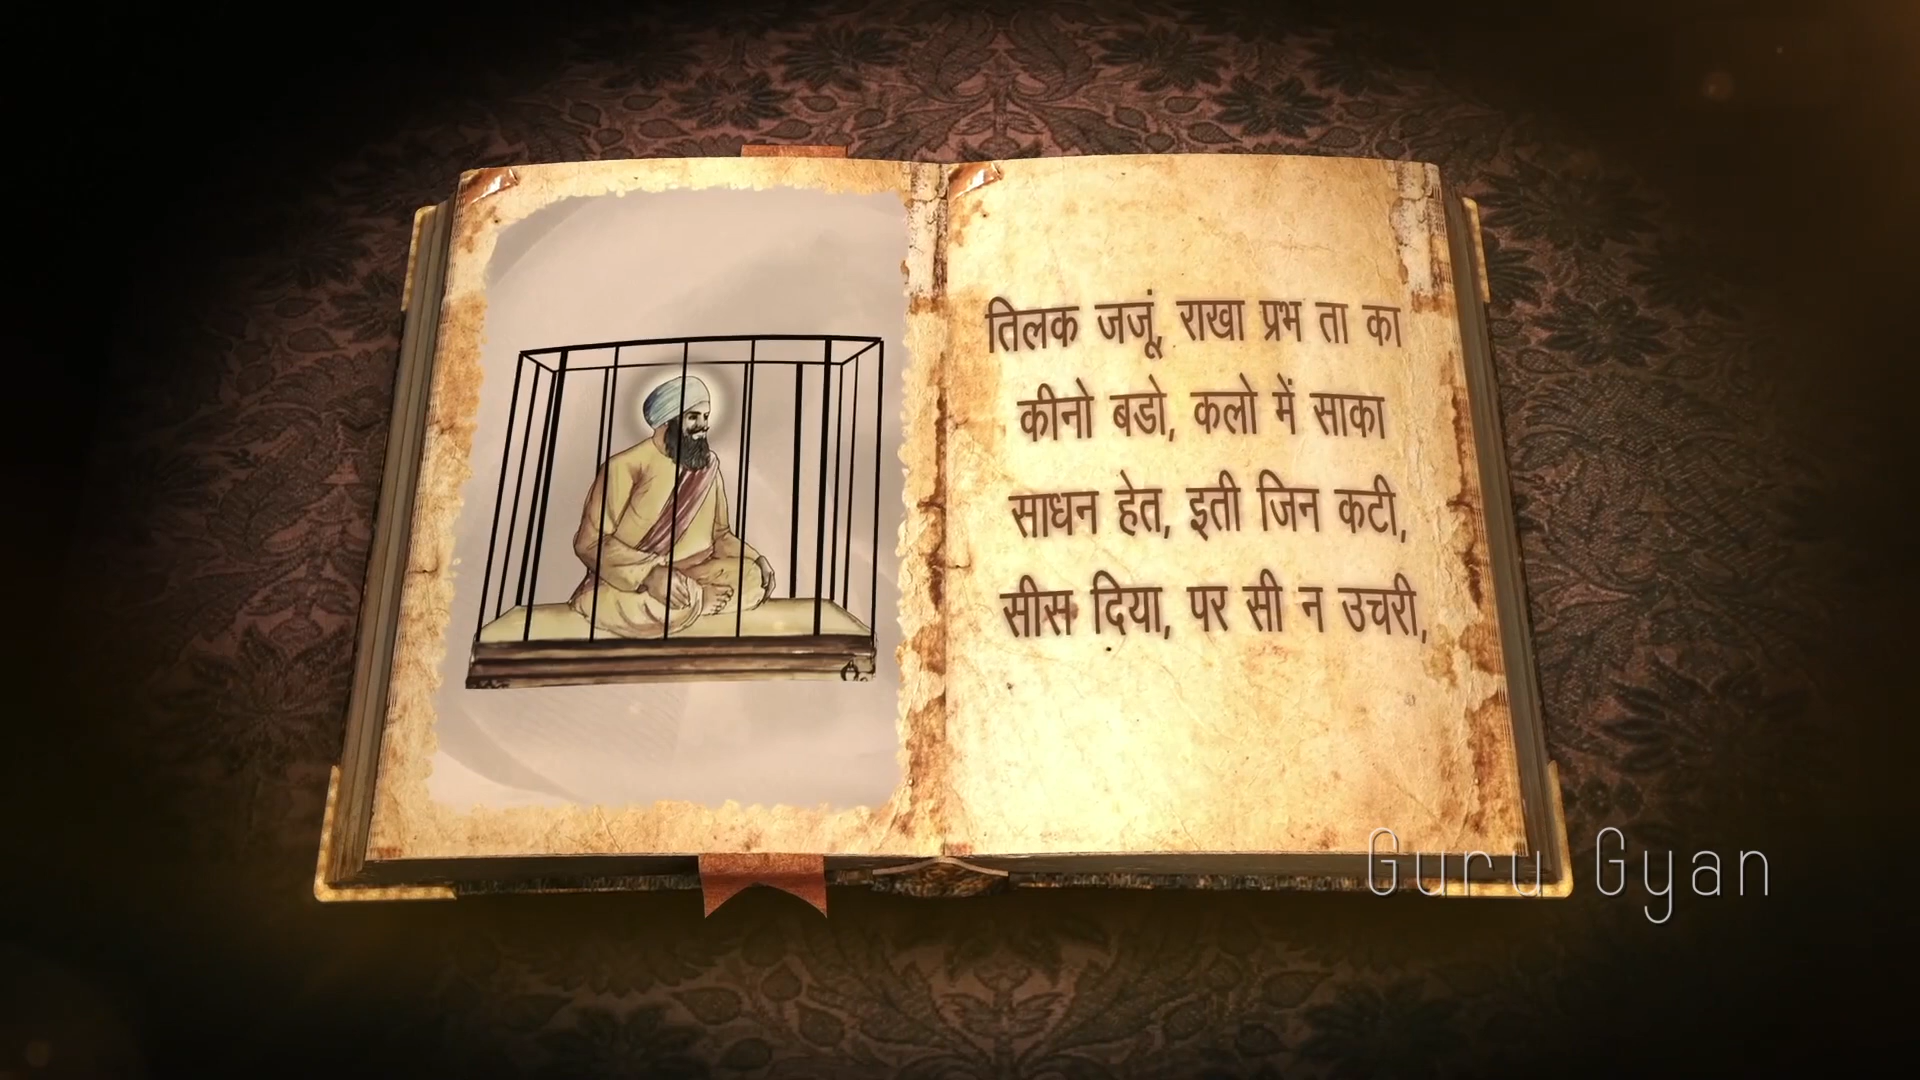 तिलक जजूं, राखा प्रभ ता का
कीनो बडो, कलो में साका
साधन हेत, इती जिन कटी,
सीस दिया, पर सी न उचरी,
Guru Gyan